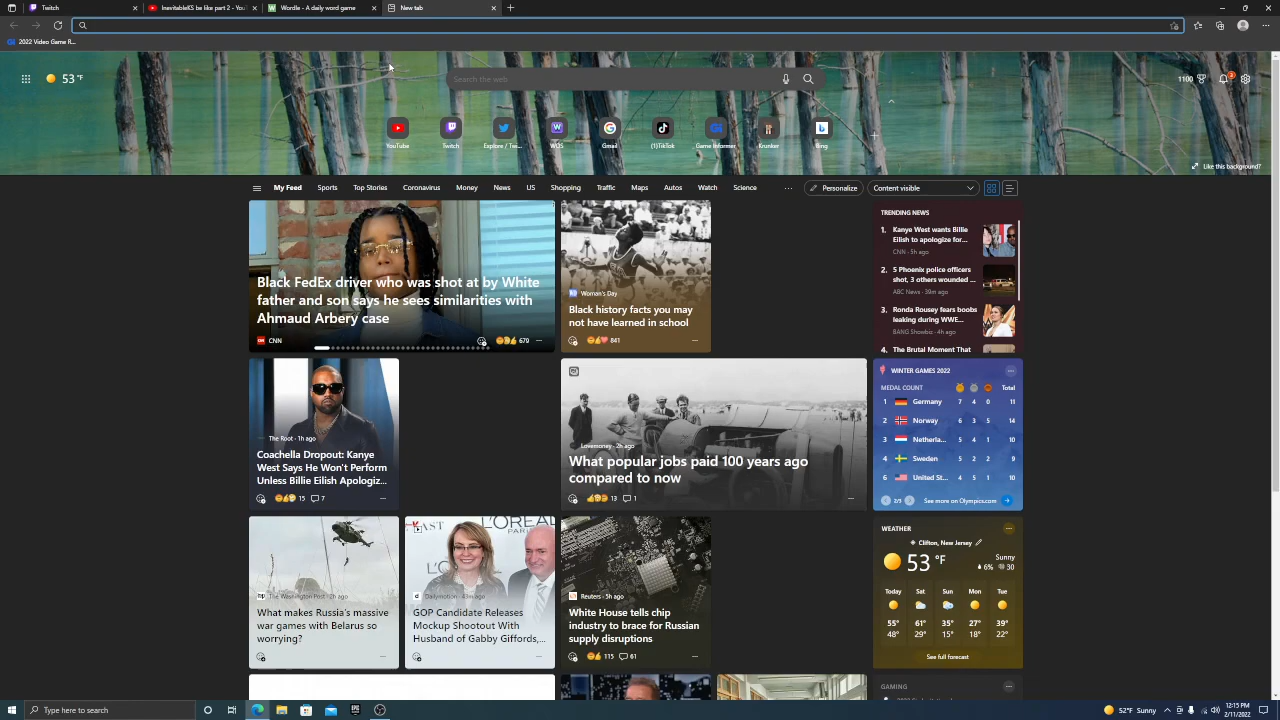 Twitch
InevitableKS be like part 2 - YouT
Wordle - A daily word game
New tab
2022 Video Game R...
53 °F
Search the web
1100
YouTube
Twitch
Explore / Twi...
WOS
Gmail
(1)TikTok
Game Informer
Krunker
Bing
Like this background?
My Feed
Sports
Top Stories
Coronavirus
Money
News
US
Shopping
Traffic
Maps
Autos
Watch
Science
Personalize
Content visible
Black FedEx driver who was shot at by White
father and son says he sees similarities with
Ahmaud Arbery case
CNN
679
Woman's Day
Black history facts you may
not have learned in school
841
TRENDING NEWS
1. Kanye West wants Billie
Eilish to apologize for...
CNN - 5h ago
2. 5 Phoenix police officers
shot, 3 others wounded ...
ABC News - 39m ago
3. Ronda Rousey fears boobs
leaking during WWE...
BANG Showbiz - 4h ago
4. The Brutal Moment That
The Root · 1h ago
Coachella Dropout: Kanye
West Says He Won't Perform
Unless Billie Eilish Apologiz...
15 7
Lovemoney · 2h ago
What popular jobs paid 100 years ago
compared to now
13 1
WINTER GAMES 2022
MEDAL COUNT Total
1 Germany 7 4 0 11
2 Norway 6 3 5 14
3 Netherla... 5 4 1 10
4 Sweden 5 2 2 9
6 United St... 4 5 1 10
2/3 See more on Olympics.com
The Washington Post · 2h ago
What makes Russia's massive
war games with Belarus so
worrying?
L'ORÉAL
Dailymotion · 43m ago
GOP Candidate Releases
Mockup Shootout With
Husband of Gabby Giffords,...
Reuters · 5h ago
White House tells chip
industry to brace for Russian
supply disruptions
115 61
WEATHER
Clifton, New Jersey
53 °F
Sunny
6% 30
Today Sat Sun Mon Tue
55° 61° 35° 27° 39°
48° 29° 15° 18° 22°
See full forecast
GAMING
Type here to search
52°F Sunny
12:15 PM
2/11/2022